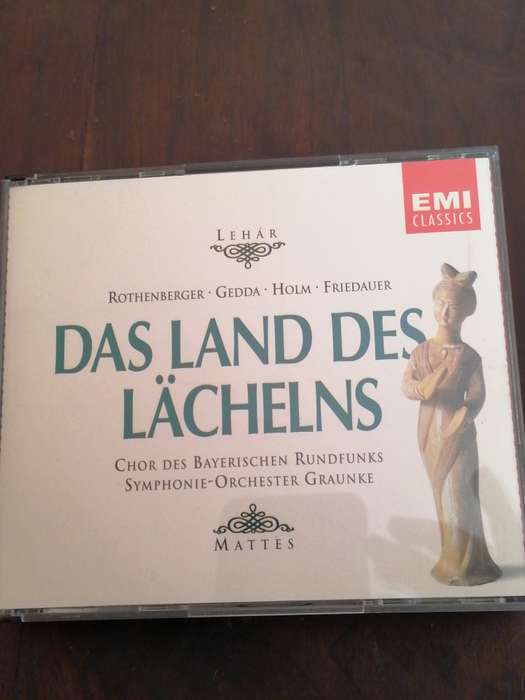 EMI
CLASSICS
LEHÁR
ROTHENBERGER · GEDDA · HOLM · FRIEDAUER
DAS LAND DES
LÄCHELNS
CHOR DES BAYERISCHEN RUNDFUNKS
SYMPHONIE-ORCHESTER GRAUNKE
MATTES